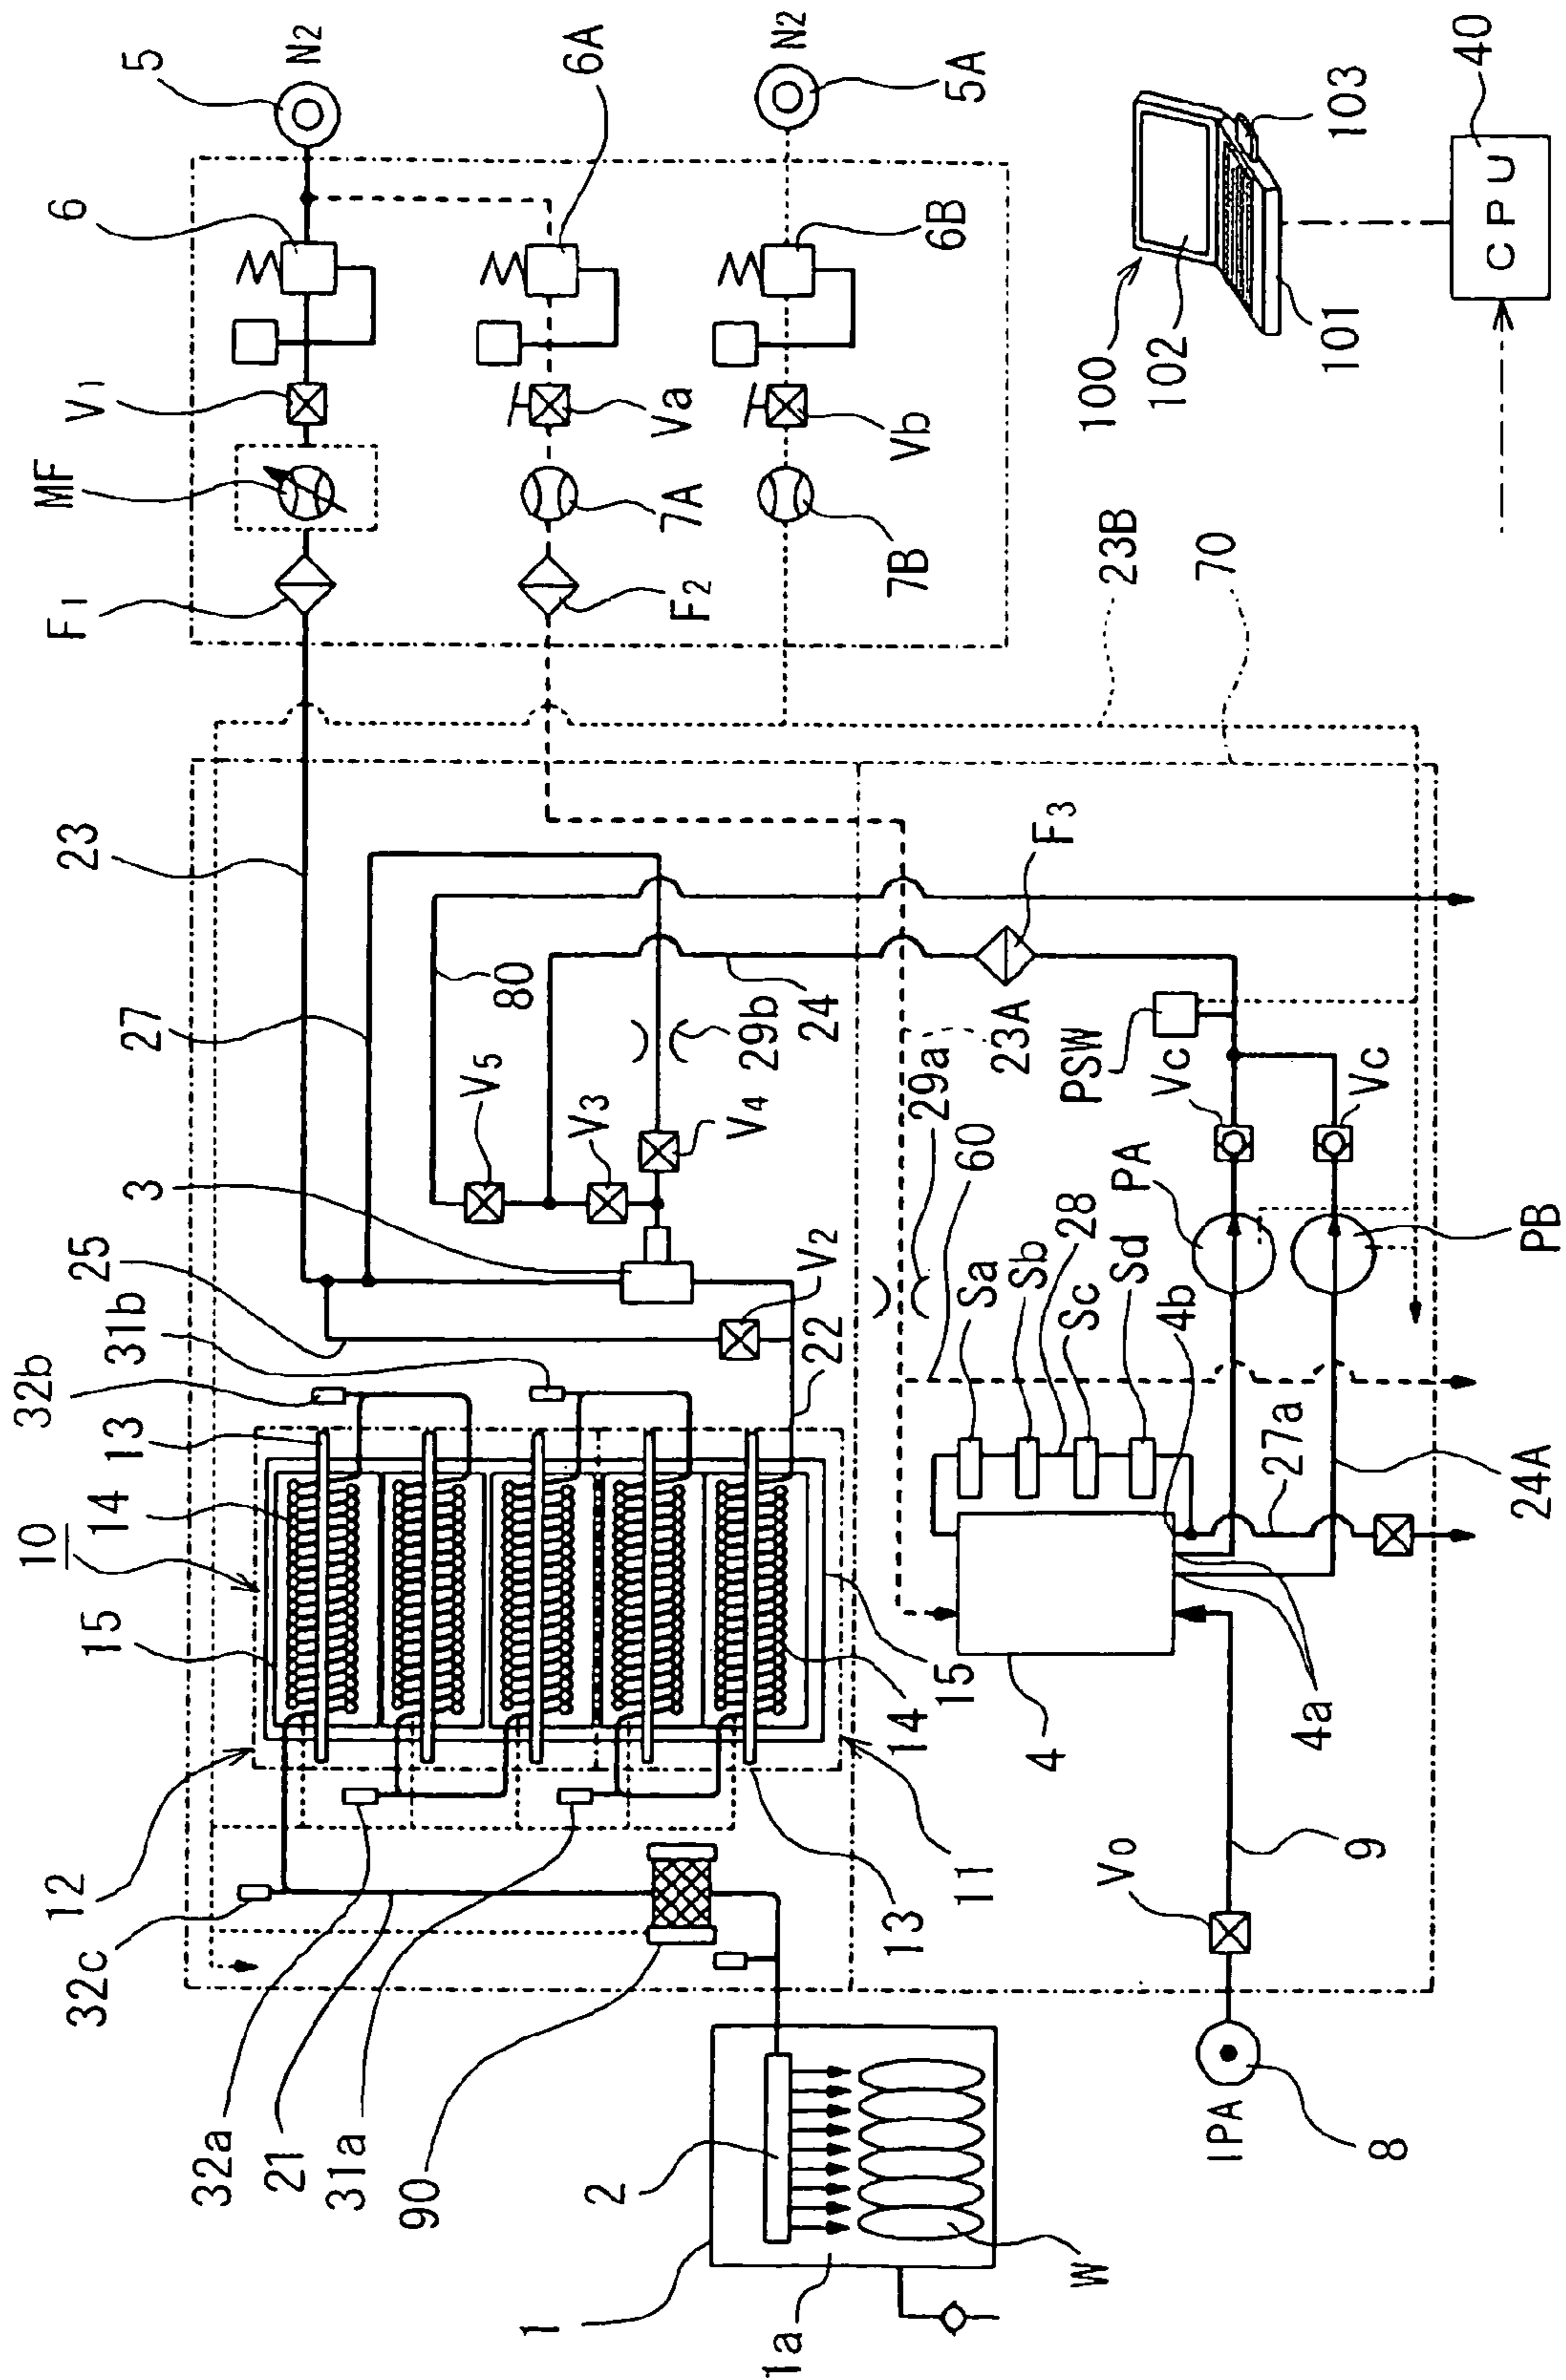 5
N2
6
6A
V1
MF
F1
N2
5A
6B
Va
Vb
7A
7B
F2
100
102
101
103
CPU
40
23B
70
23
27
25
31b
32b
3
V5
V3
V4
V2
80
29b
24
22
F3
23A
29a
60
PSW
Vc
Vc
PA
PB
28
Sa
Sb
Sc
Sd
4b
27a
24A
4a
4
9
V0
IPA
8
13
14
10
15
12
32c
32a
21
31a
90
15
14
11
13
2
1
1a
W